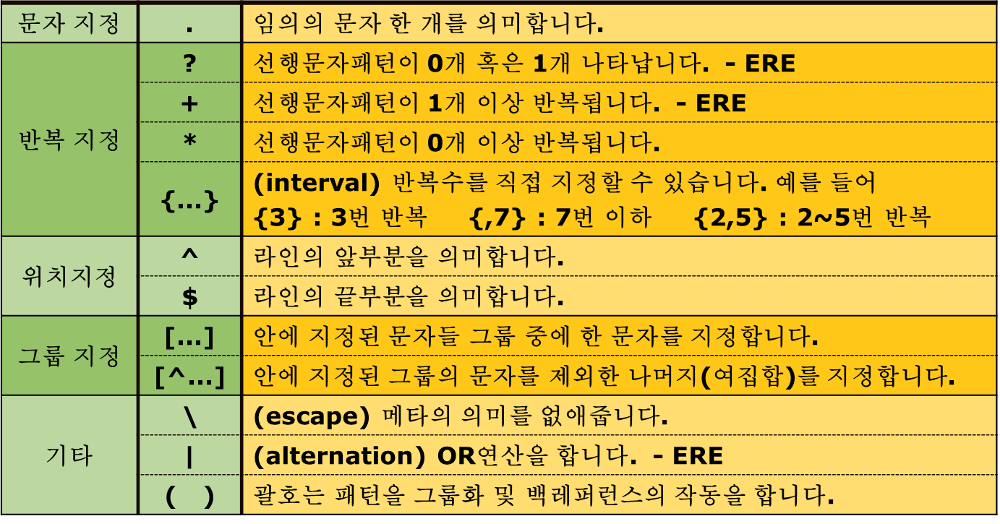 문자 지정 . 임의의 문자 한 개를 의미합니다.
? 선행문자패턴이 0개 혹은 1개 나타납니다. - ERE
+ 선행문자패턴이 1개 이상 반복됩니다. - ERE
반복 지정 * 선행문자패턴이 0개 이상 반복됩니다.
{...} (interval) 반복수를 직접 지정할 수 있습니다. 예를 들어
{3} : 3번 반복 {,7} : 7번 이하 {2,5} : 2~5번 반복
위치지정 ^ 라인의 앞부분을 의미합니다.
$ 라인의 끝부분을 의미합니다.
그룹 지정 [...] 안에 지정된 문자들 그룹 중에 한 문자를 지정합니다.
[^...] 안에 지정된 그룹의 문자를 제외한 나머지(여집합)를 지정합니다.
\ (escape) 메타의 의미를 없애줍니다.
기타 | (alternation) OR연산을 합니다. - ERE
( ) 괄호는 패턴을 그룹화 및 백레퍼런스의 작동을 합니다.